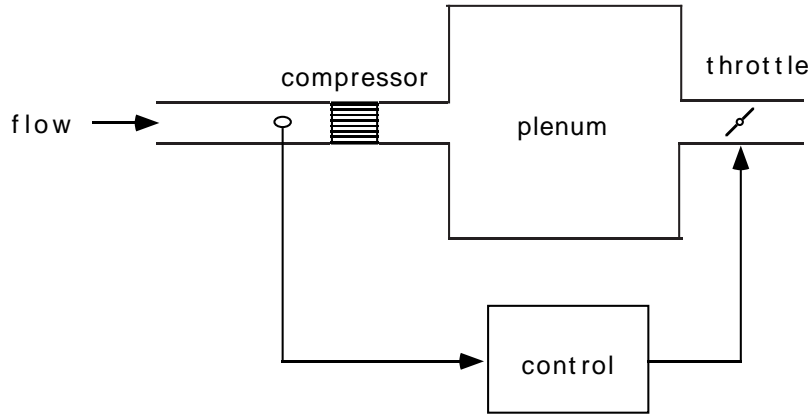 compressor
throttle
flow
plenum
control